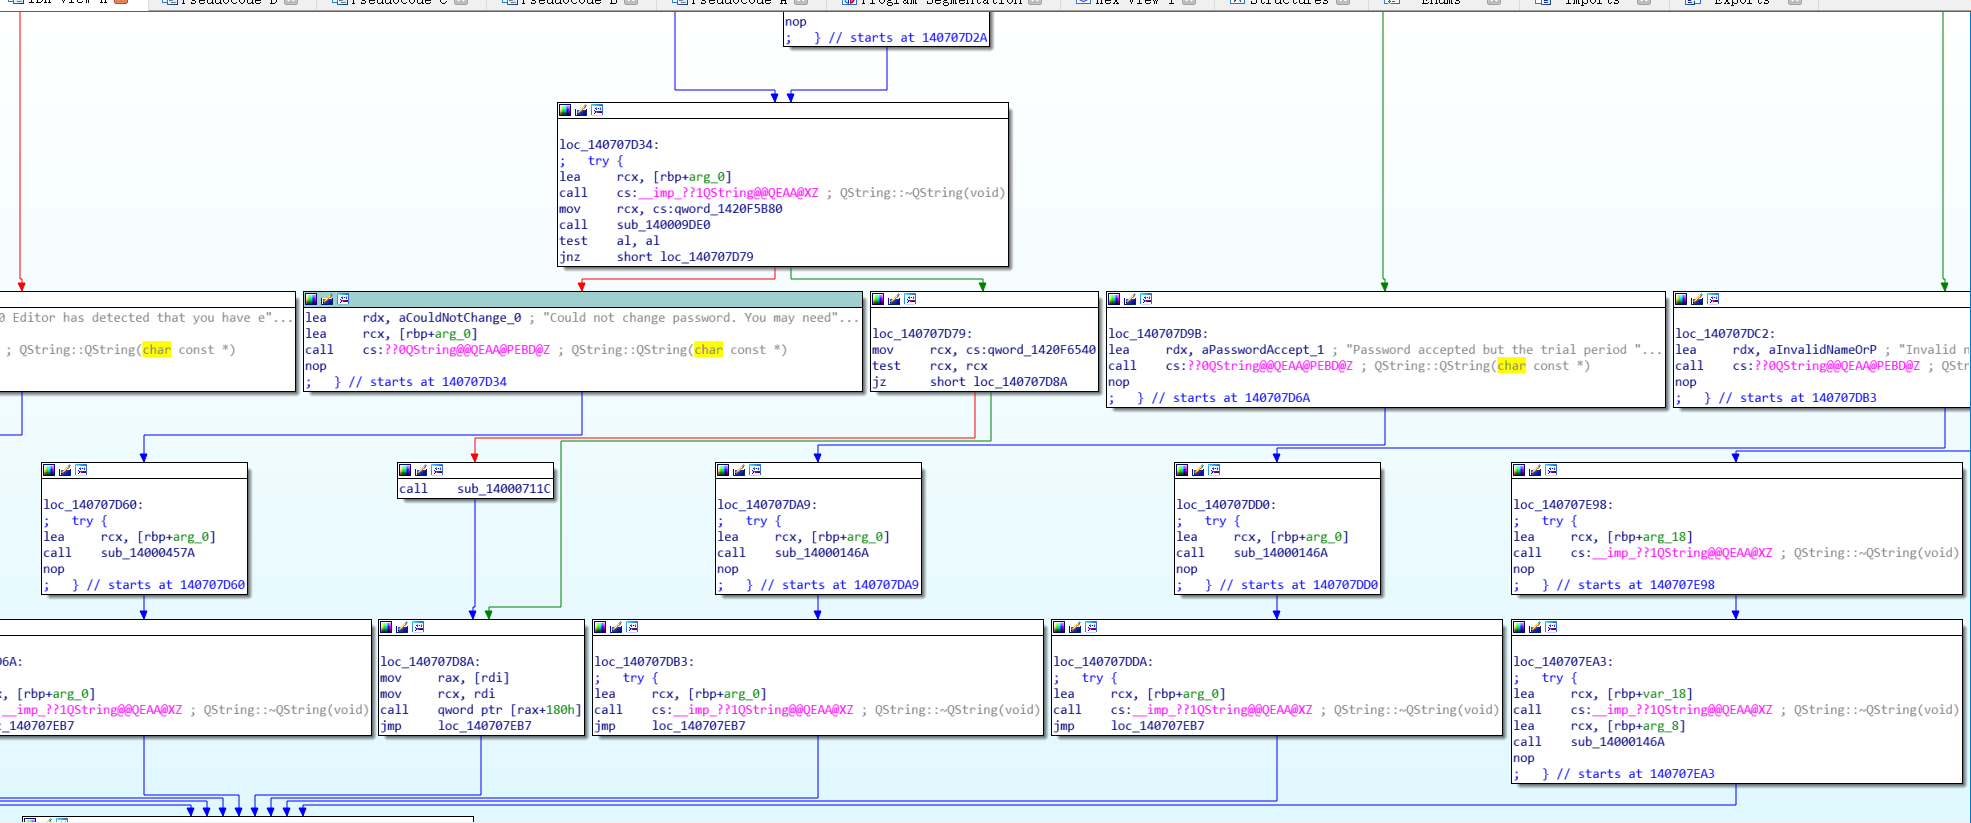 IDA View-A Pseudocode-D Pseudocode-C Pseudocode-B Pseudocode-A Program Segmentation Hex View-1 Structures Enums Imports Exports
nop
;   } // starts at 140707D2A
loc_140707D34:
;   try {
lea     rcx, [rbp+arg_0]
call    cs:__imp_??1QString@@QEAA@XZ ; QString::~QString(void)
mov     rcx, cs:qword_1420F5B80
call    sub_140009DE0
test    al, al
jnz     short loc_140707D79
0 Editor has detected that you have e"...
; QString::QString(char const *)
lea     rdx, aCouldNotChange_0 ; "Could not change password. You may need"...
lea     rcx, [rbp+arg_0]
call    cs:??0QString@@QEAA@PEBD@Z ; QString::QString(char const *)
nop
;   } // starts at 140707D34
loc_140707D79:
mov     rcx, cs:qword_1420F6540
test    rcx, rcx
jz      short loc_140707D8A
loc_140707D9B:
lea     rdx, aPasswordAccept_1 ; "Password accepted but the trial period "...
call    cs:??0QString@@QEAA@PEBD@Z ; QString::QString(char const *)
nop
;   } // starts at 140707D6A
loc_140707DC2:
lea     rdx, aInvalidNameOrP ; "Invalid n
call    cs:??0QString@@QEAA@PEBD@Z ; QStr
nop
;   } // starts at 140707DB3
loc_140707D60:
;   try {
lea     rcx, [rbp+arg_0]
call    sub_14000457A
nop
;   } // starts at 140707D60
call    sub_14000711C
loc_140707DA9:
;   try {
lea     rcx, [rbp+arg_0]
call    sub_14000146A
nop
;   } // starts at 140707DA9
loc_140707DD0:
;   try {
lea     rcx, [rbp+arg_0]
call    sub_14000146A
nop
;   } // starts at 140707DD0
loc_140707E98:
;   try {
lea     rcx, [rbp+arg_18]
call    cs:__imp_??1QString@@QEAA@XZ ; QString::~QString(void)
nop
;   } // starts at 140707E98
6A:
, [rbp+arg_0]
__imp_??1QString@@QEAA@XZ ; QString::~QString(void)
_140707EB7
loc_140707D8A:
mov     rax, [rdi]
mov     rcx, rdi
call    qword ptr [rax+180h]
jmp     loc_140707EB7
loc_140707DB3:
;   try {
lea     rcx, [rbp+arg_0]
call    cs:__imp_??1QString@@QEAA@XZ ; QString::~QString(void)
jmp     loc_140707EB7
loc_140707DDA:
;   try {
lea     rcx, [rbp+arg_0]
call    cs:__imp_??1QString@@QEAA@XZ ; QString::~QString(void)
jmp     loc_140707EB7
loc_140707EA3:
;   try {
lea     rcx, [rbp+var_18]
call    cs:__imp_??1QString@@QEAA@XZ ; QString::~QString(void)
lea     rcx, [rbp+arg_8]
call    sub_14000146A
nop
;   } // starts at 140707EA3